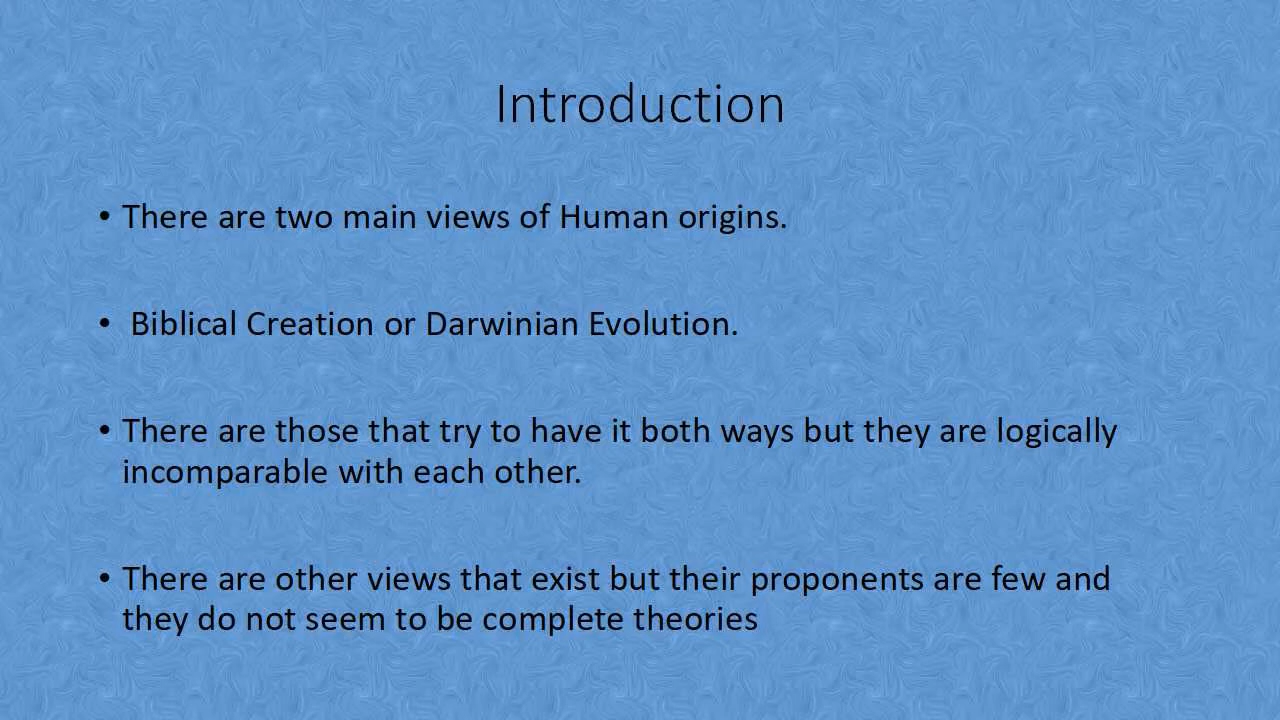 Introduction
• There are two main views of Human origins.
• Biblical Creation or Darwinian Evolution.
• There are those that try to have it both ways but they are logically
incomparable with each other.
• There are other views that exist but their proponents are few and
they do not seem to be complete theories